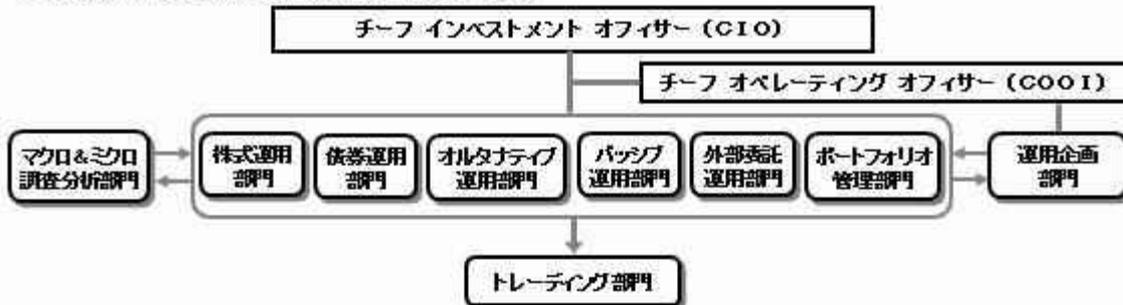 チーフ インベストメント オフィサー (CIO)
チーフ オペレーティング オフィサー (COOI)
マクロ&ミクロ
調査分析部門
株式運用
部門
債券運用
部門
オルタナティブ
運用部門
パッシブ
運用部門
外部委託
運用部門
ポートフォリオ
管理部門
運用企画
部門
トレーディング部門